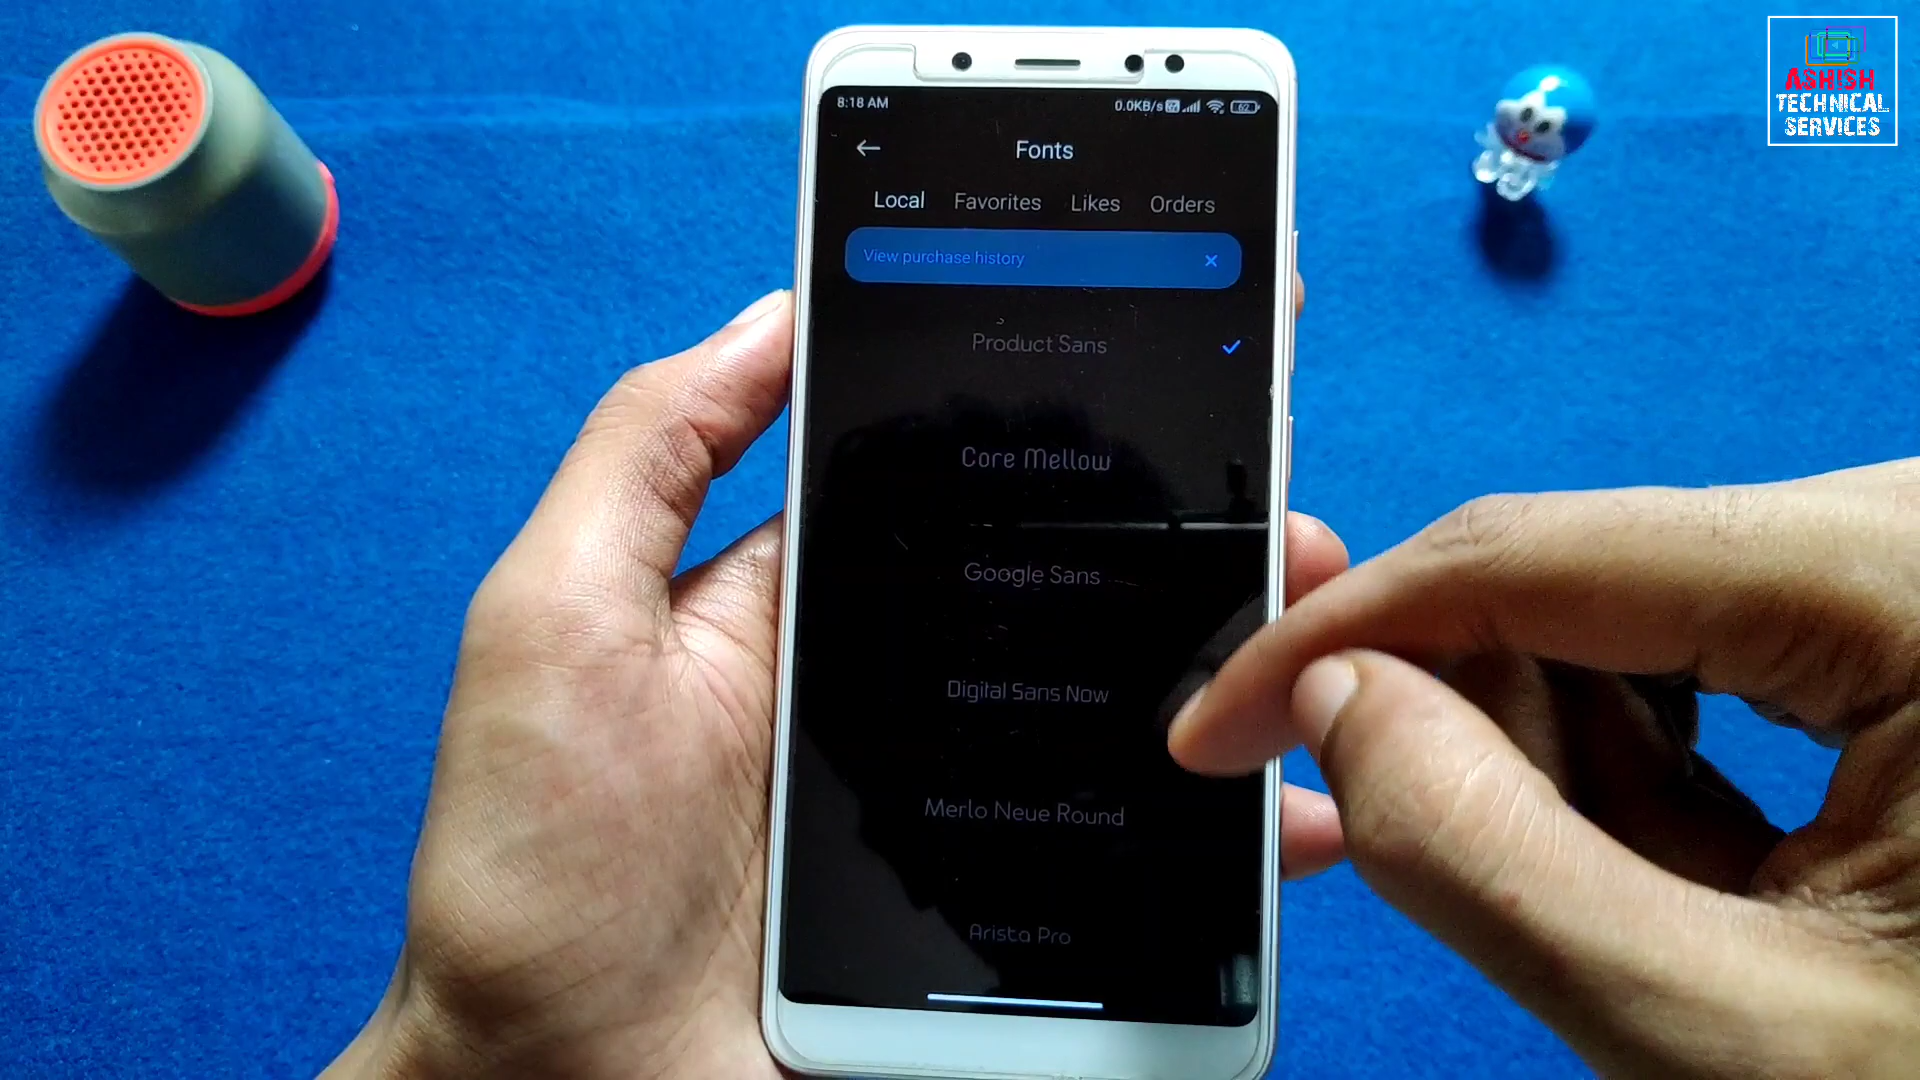 ASHISH
TECHNICAL
SERVICES
8:18 AM
0.0KB/s
62
Fonts
Local Favorites Likes Orders
View purchase history
Product Sans
Core Mellow
Google Sans
Digital Sans Now
Merlo Neue Round
Arista Pro